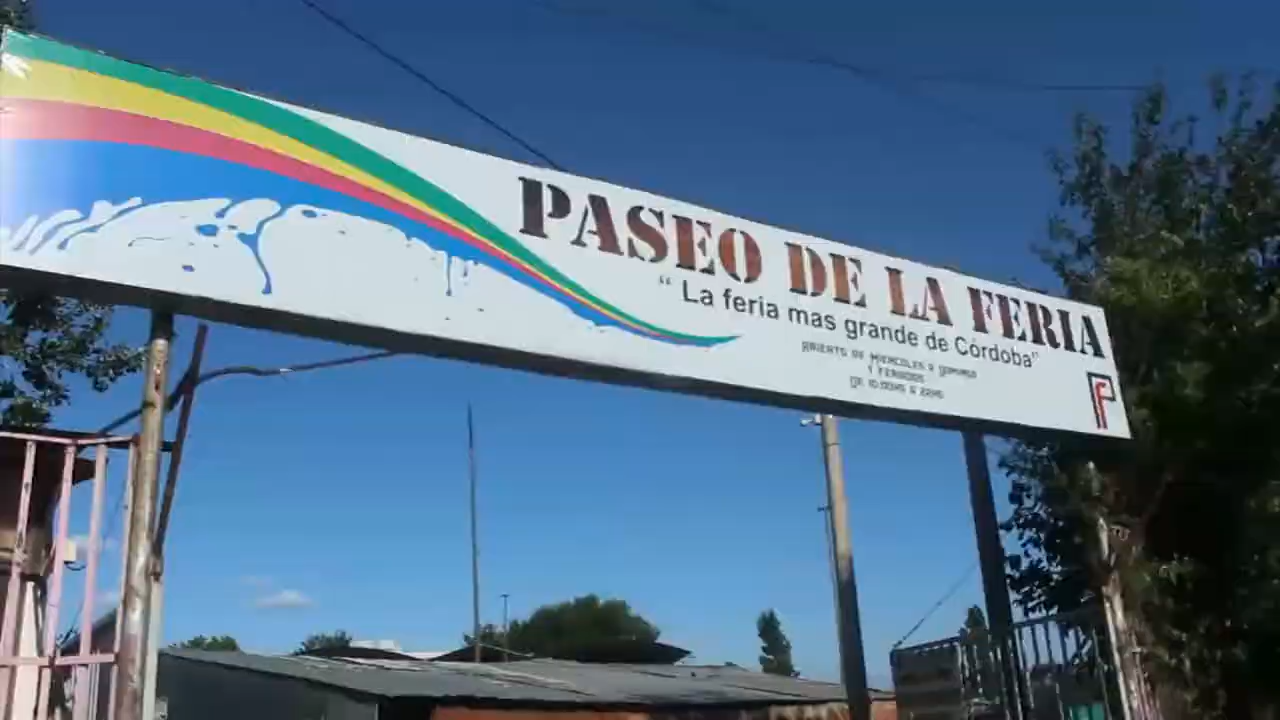 PASEO DE LA FERIA
“ La feria mas grande de Córdoba”
ABIERTO DE MIERCOLES A DOMINGO
Y FERIADOS
DE 10:00HS A 22HS